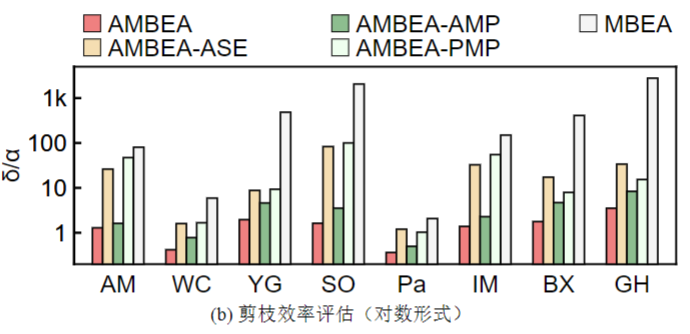 AMBEA AMBEA-AMP MBEA
AMBEA-ASE AMBEA-PMP
δ/α
1k
100
10
1
AM WC YG SO Pa IM BX GH
(b) 剪枝效率评估（对数形式）